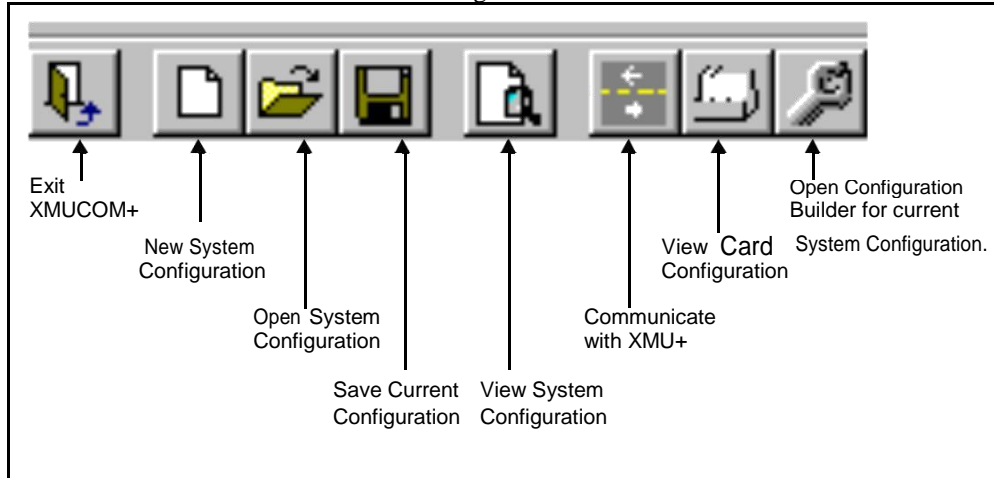 Exit
XMUCOM+
New System
Configuration
Open System
Configuration
Save Current
Configuration
View System
Configuration
Communicate
with XMU+
View Card
Configuration
Open Configuration
Builder for current
System Configuration.